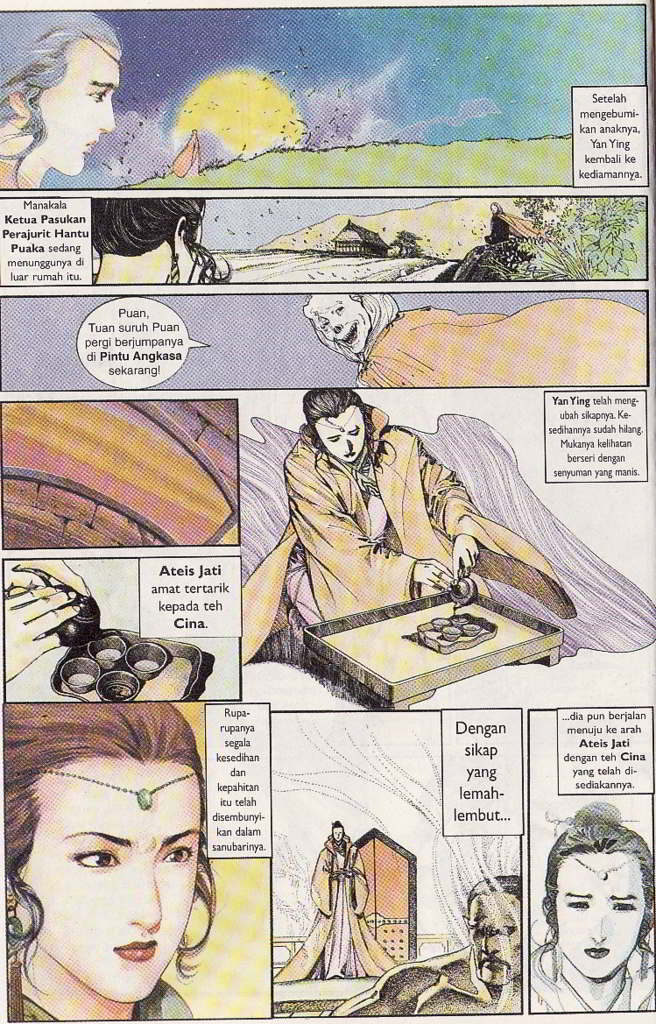 Setelah
mengebumi-
kan anaknya,
Yan Ying
kembali ke
kediamannya.
Manakala
Ketua Pasukan
Perajurit Hantu
Puaka sedang
menunggunya di
luar rumah itu.
Puan,
Tuan suruh Puan
pergi berjumpanya
di Pintu Angkasa
sekarang!
Yan Ying telah meng-
ubah sikapnya. Ke-
sedihannya sudah hilang.
Mukanya kelihatan
berseri dengan
senyuman yang manis.
Ateis Jati
amat tertarik
kepada teh
Cina.
Rupa-
rupanya
segala
kesedihan
dan
kepahitan
itu telah
disembunyi-
kan dalam
sanubarinya.
Dengan
sikap
yang
lemah-
lembut...
...dia pun berjalan
menuju ke arah
Ateis Jati
dengan teh Cina
yang telah di-
sediakannya.